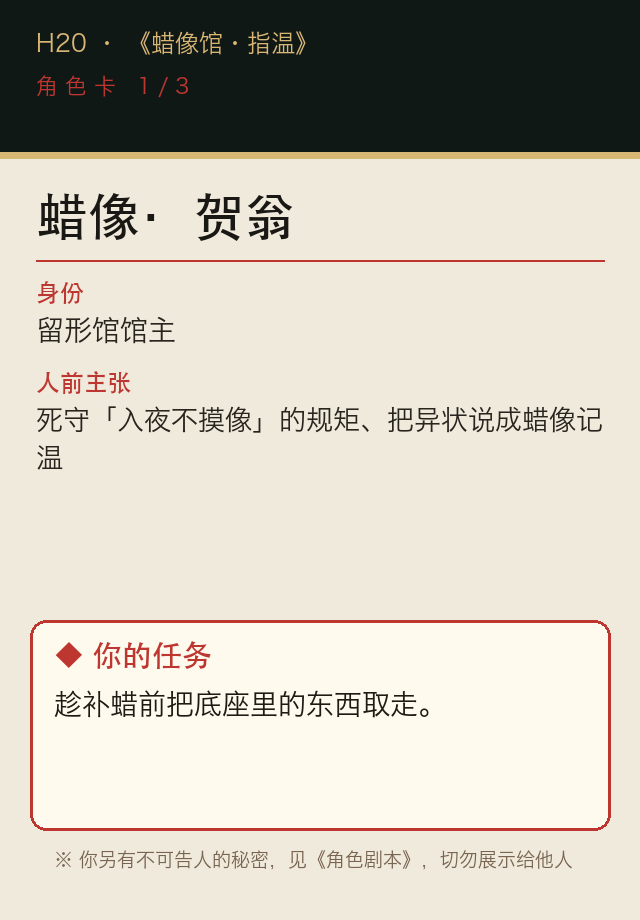 H20 · 《蜡像馆·指温》
角色卡 1/3
蜡像· 贺翁
身份
留形馆馆主
人前主张
死守「入夜不摸像」的规矩、把异状说成蜡像记
温
◆ 你的任务
趁补蜡前把底座里的东西取走。
※ 你另有不可告人的秘密，见《角色剧本》，切勿展示给他人